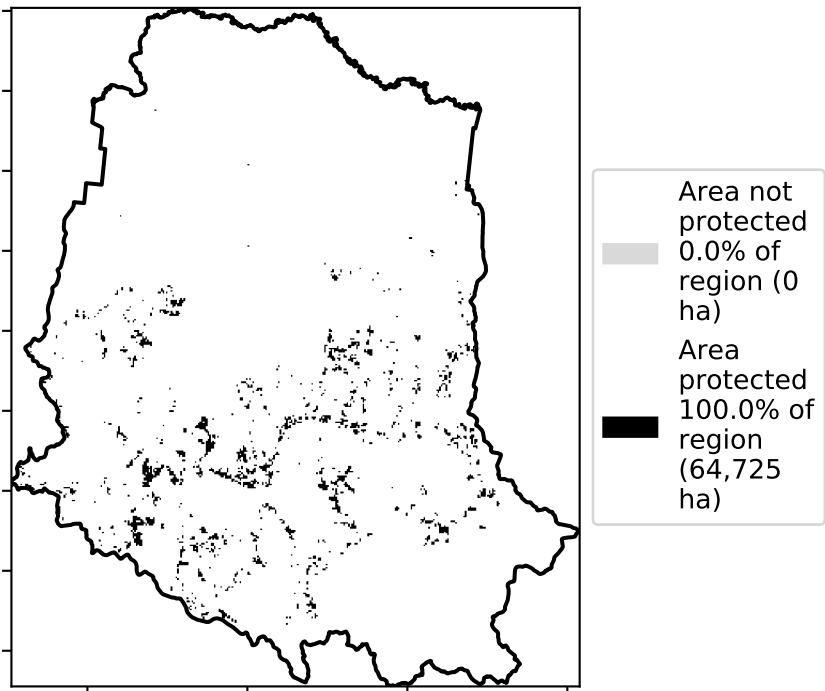 Area not
protected
0.0% of
region (0
ha)
Area
protected
100.0% of
region
(64,725
ha)